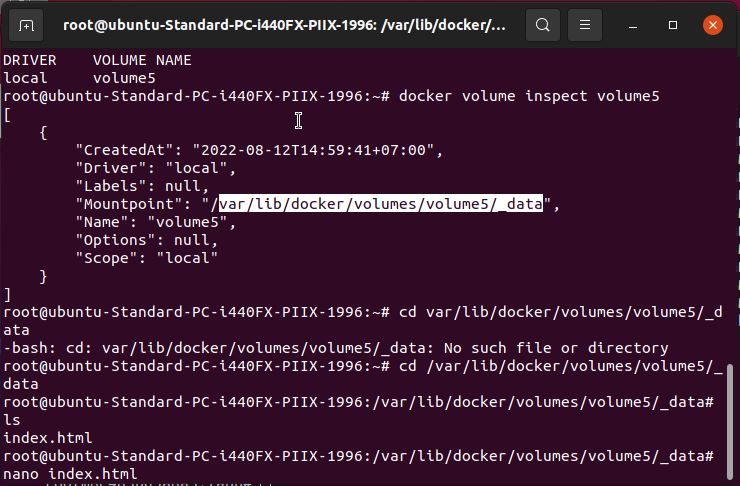 root@ubuntu-Standard-PC-i440FX-PIIX-1996: /var/lib/docker/...
DRIVER    VOLUME NAME
local     volume5
root@ubuntu-Standard-PC-i440FX-PIIX-1996:~# docker volume inspect volume5
[
    {
        "CreatedAt": "2022-08-12T14:59:41+07:00",
        "Driver": "local",
        "Labels": null,
        "Mountpoint": "/var/lib/docker/volumes/volume5/_data",
        "Name": "volume5",
        "Options": null,
        "Scope": "local"
    }
]
root@ubuntu-Standard-PC-i440FX-PIIX-1996:~# cd var/lib/docker/volumes/volume5/_d
ata
-bash: cd: var/lib/docker/volumes/volume5/_data: No such file or directory
root@ubuntu-Standard-PC-i440FX-PIIX-1996:~# cd /var/lib/docker/volumes/volume5/_
data
root@ubuntu-Standard-PC-i440FX-PIIX-1996:/var/lib/docker/volumes/volume5/_data#
ls
index.html
root@ubuntu-Standard-PC-i440FX-PIIX-1996:/var/lib/docker/volumes/volume5/_data#
nano index.html